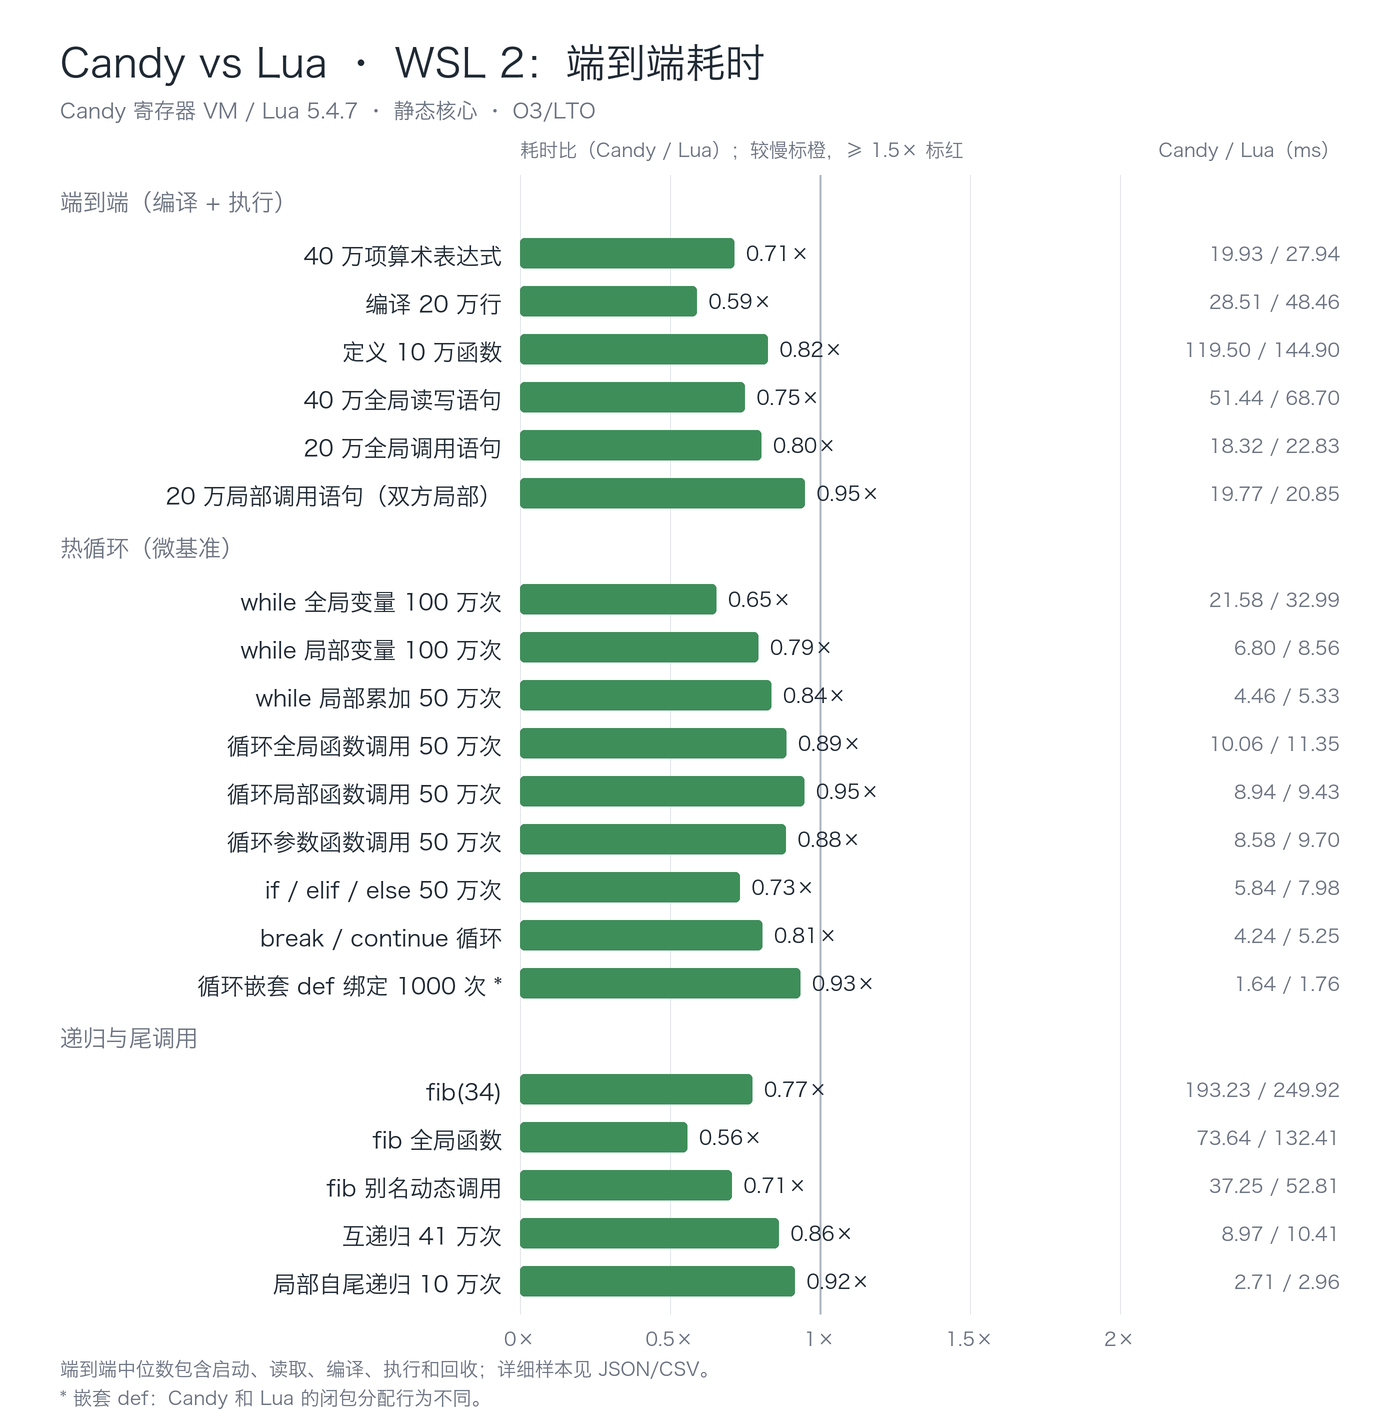 Candy vs Lua · WSL 2：端到端耗时
Candy 寄存器 VM / Lua 5.4.7 · 静态核心 · O3/LTO
耗时比（Candy / Lua）；较慢标橙，≥ 1.5× 标红 Candy / Lua（ms）
端到端（编译 + 执行）
40 万项算术表达式 0.71× 19.93 / 27.94
编译 20 万行 0.59× 28.51 / 48.46
定义 10 万函数 0.82× 119.50 / 144.90
40 万全局读写语句 0.75× 51.44 / 68.70
20 万全局调用语句 0.80× 18.32 / 22.83
20 万局部调用语句（双方局部） 0.95× 19.77 / 20.85
热循环（微基准）
while 全局变量 100 万次 0.65× 21.58 / 32.99
while 局部变量 100 万次 0.79× 6.80 / 8.56
while 局部累加 50 万次 0.84× 4.46 / 5.33
循环全局函数调用 50 万次 0.89× 10.06 / 11.35
循环局部函数调用 50 万次 0.95× 8.94 / 9.43
循环参数函数调用 50 万次 0.88× 8.58 / 9.70
if / elif / else 50 万次 0.73× 5.84 / 7.98
break / continue 循环 0.81× 4.24 / 5.25
循环嵌套 def 绑定 1000 次 * 0.93× 1.64 / 1.76
递归与尾调用
fib(34) 0.77× 193.23 / 249.92
fib 全局函数 0.56× 73.64 / 132.41
fib 别名动态调用 0.71× 37.25 / 52.81
互递归 41 万次 0.86× 8.97 / 10.41
局部自尾递归 10 万次 0.92× 2.71 / 2.96
0× 0.5× 1× 1.5× 2×
端到端中位数包含启动、读取、编译、执行和回收；详细样本见 JSON/CSV。
* 嵌套 def：Candy 和 Lua 的闭包分配行为不同。